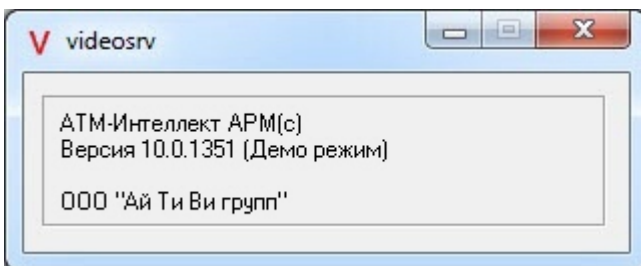 V videosrv
АТМ-Интеллект АРМ(с)
Версия 10.0.1351 (Демо режим)
ООО "Ай Ти Ви групп"